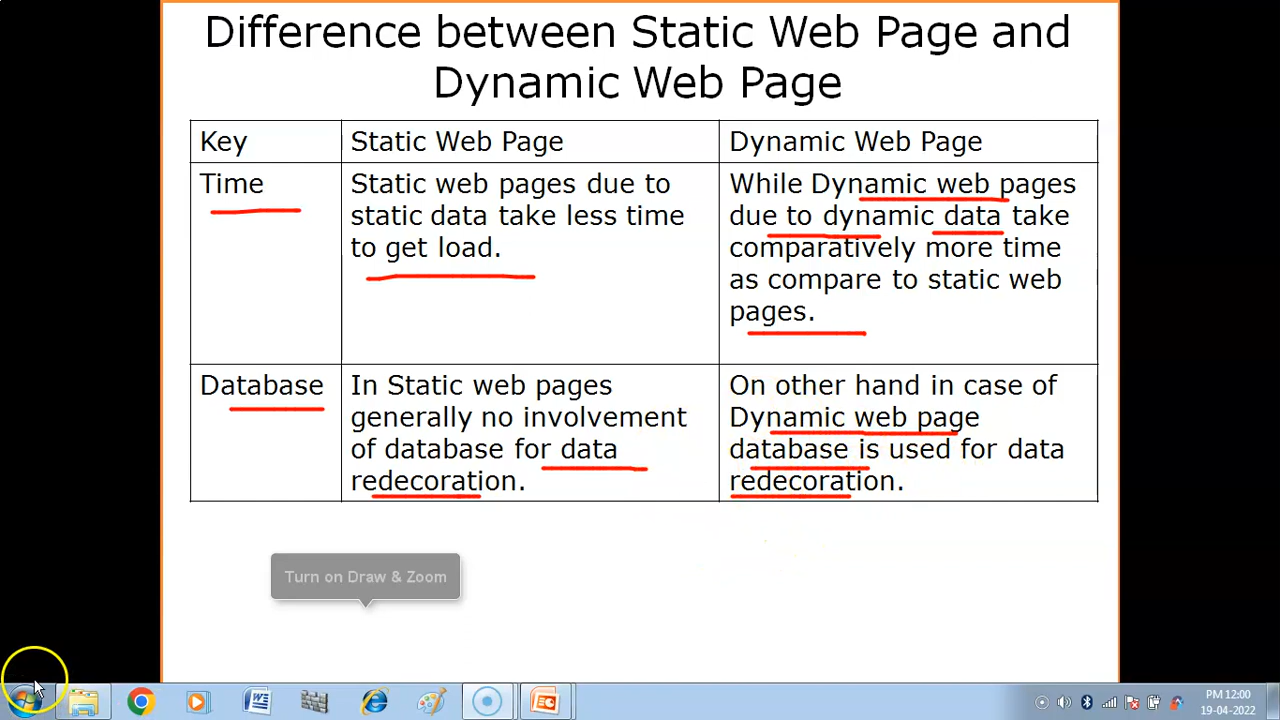 Difference between Static Web Page and
Dynamic Web Page
Key
Static Web Page
Dynamic Web Page
Time
Static web pages due to
static data take less time
to get load.
While Dynamic web pages
due to dynamic data take
comparatively more time
as compare to static web
pages.
Database
In Static web pages
generally no involvement
of database for data
redecoration.
On other hand in case of
Dynamic web page
database is used for data
redecoration.
Turn on Draw & Zoom
PM 12:00
19-04-2022